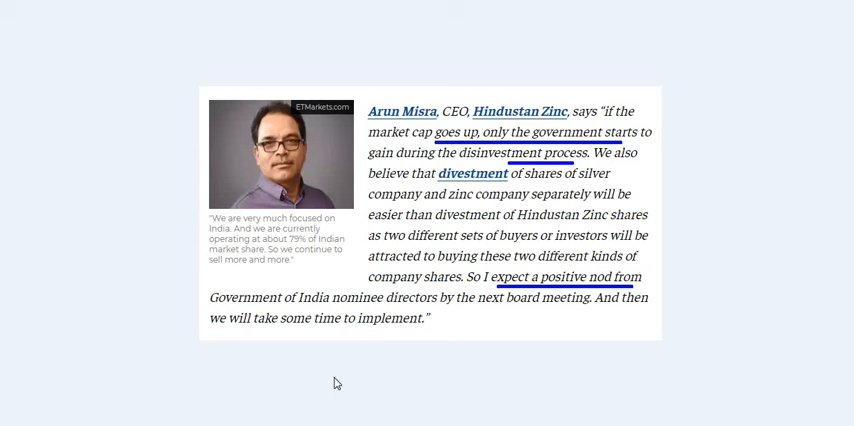 ETMarkets.com
"We are very much focused on
India. And we are currently
operating at about 79% of Indian
market share. So we continue to
sell more and more."
Arun Misra, CEO, Hindustan Zinc, says “if the
market cap goes up, only the government starts to
gain during the disinvestment process. We also
believe that divestment of shares of silver
company and zinc company separately will be
easier than divestment of Hindustan Zinc shares
as two different sets of buyers or investors will be
attracted to buying these two different kinds of
company shares. So I expect a positive nod from
Government of India nominee directors by the next board meeting. And then
we will take some time to implement.”